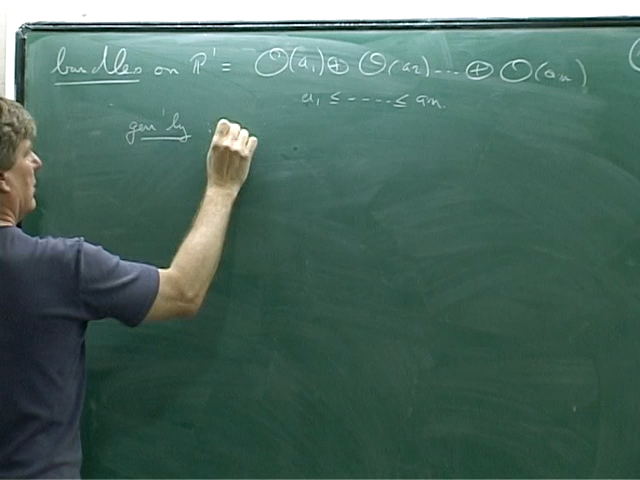 bundles on ℙ¹ = 𝒪(a₁) ⊕ 𝒪(a₂) ... ⊕ 𝒪(aₙ)
a₁ ≤ ---- ≤ aₙ.
gen'ly :